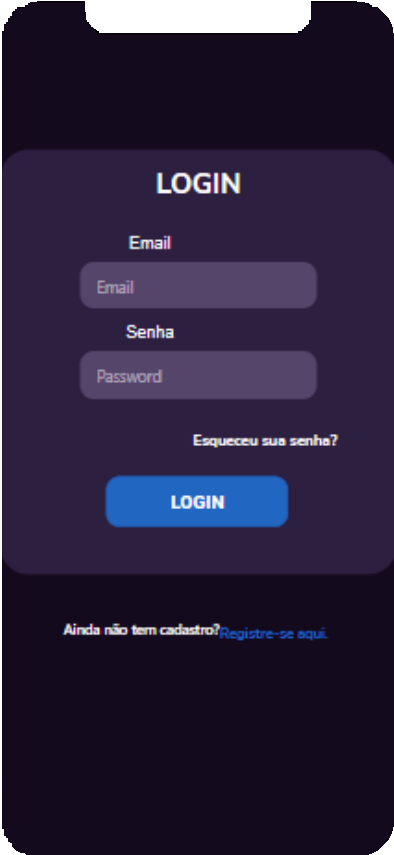 LOGIN
Email
Email
Senha
Password
Esqueceu sua senha?
LOGIN
Ainda não tem cadastro?Registre-se aqui.